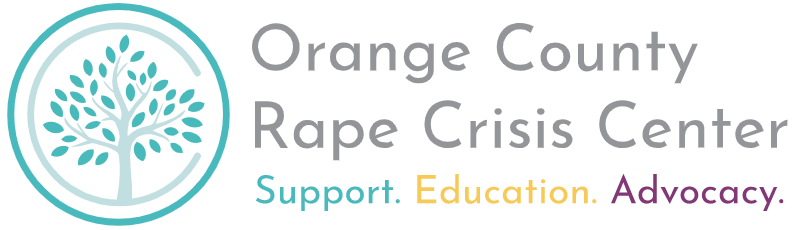 Orange County
Rape Crisis Center
Support. Education. Advocacy.